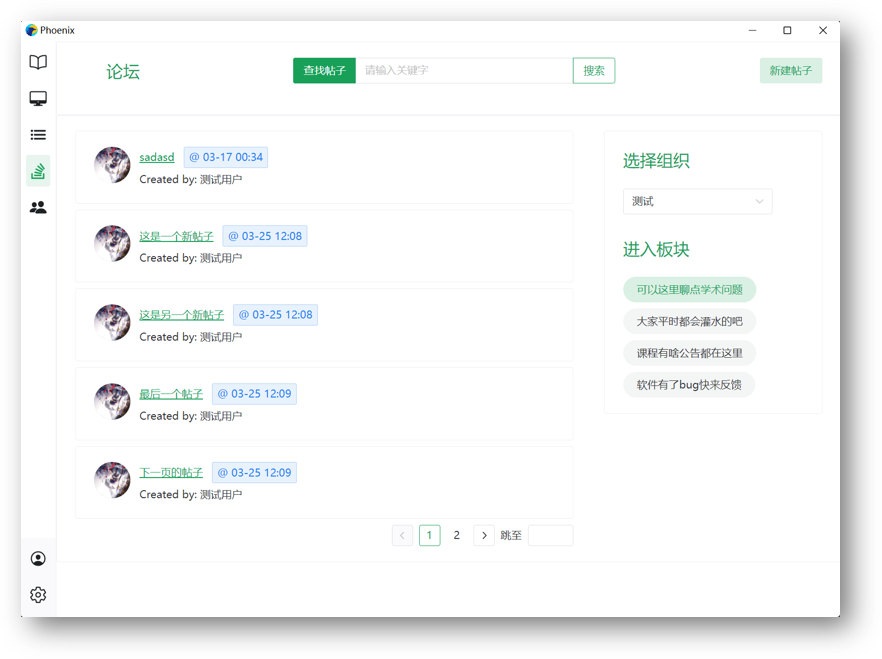 Phoenix
论坛
查找帖子 请输入关键字 搜索
新建帖子
sadasd @ 03-17 00:34
Created by: 测试用户
这是一个新帖子 @ 03-25 12:08
Created by: 测试用户
这是另一个新帖子 @ 03-25 12:08
Created by: 测试用户
最后一个帖子 @ 03-25 12:09
Created by: 测试用户
下一页的帖子 @ 03-25 12:09
Created by: 测试用户
1 2 跳至
选择组织
测试
进入板块
可以这里聊点学术问题
大家平时都会灌水的吧
课程有啥公告都在这里
软件有了bug快来反馈